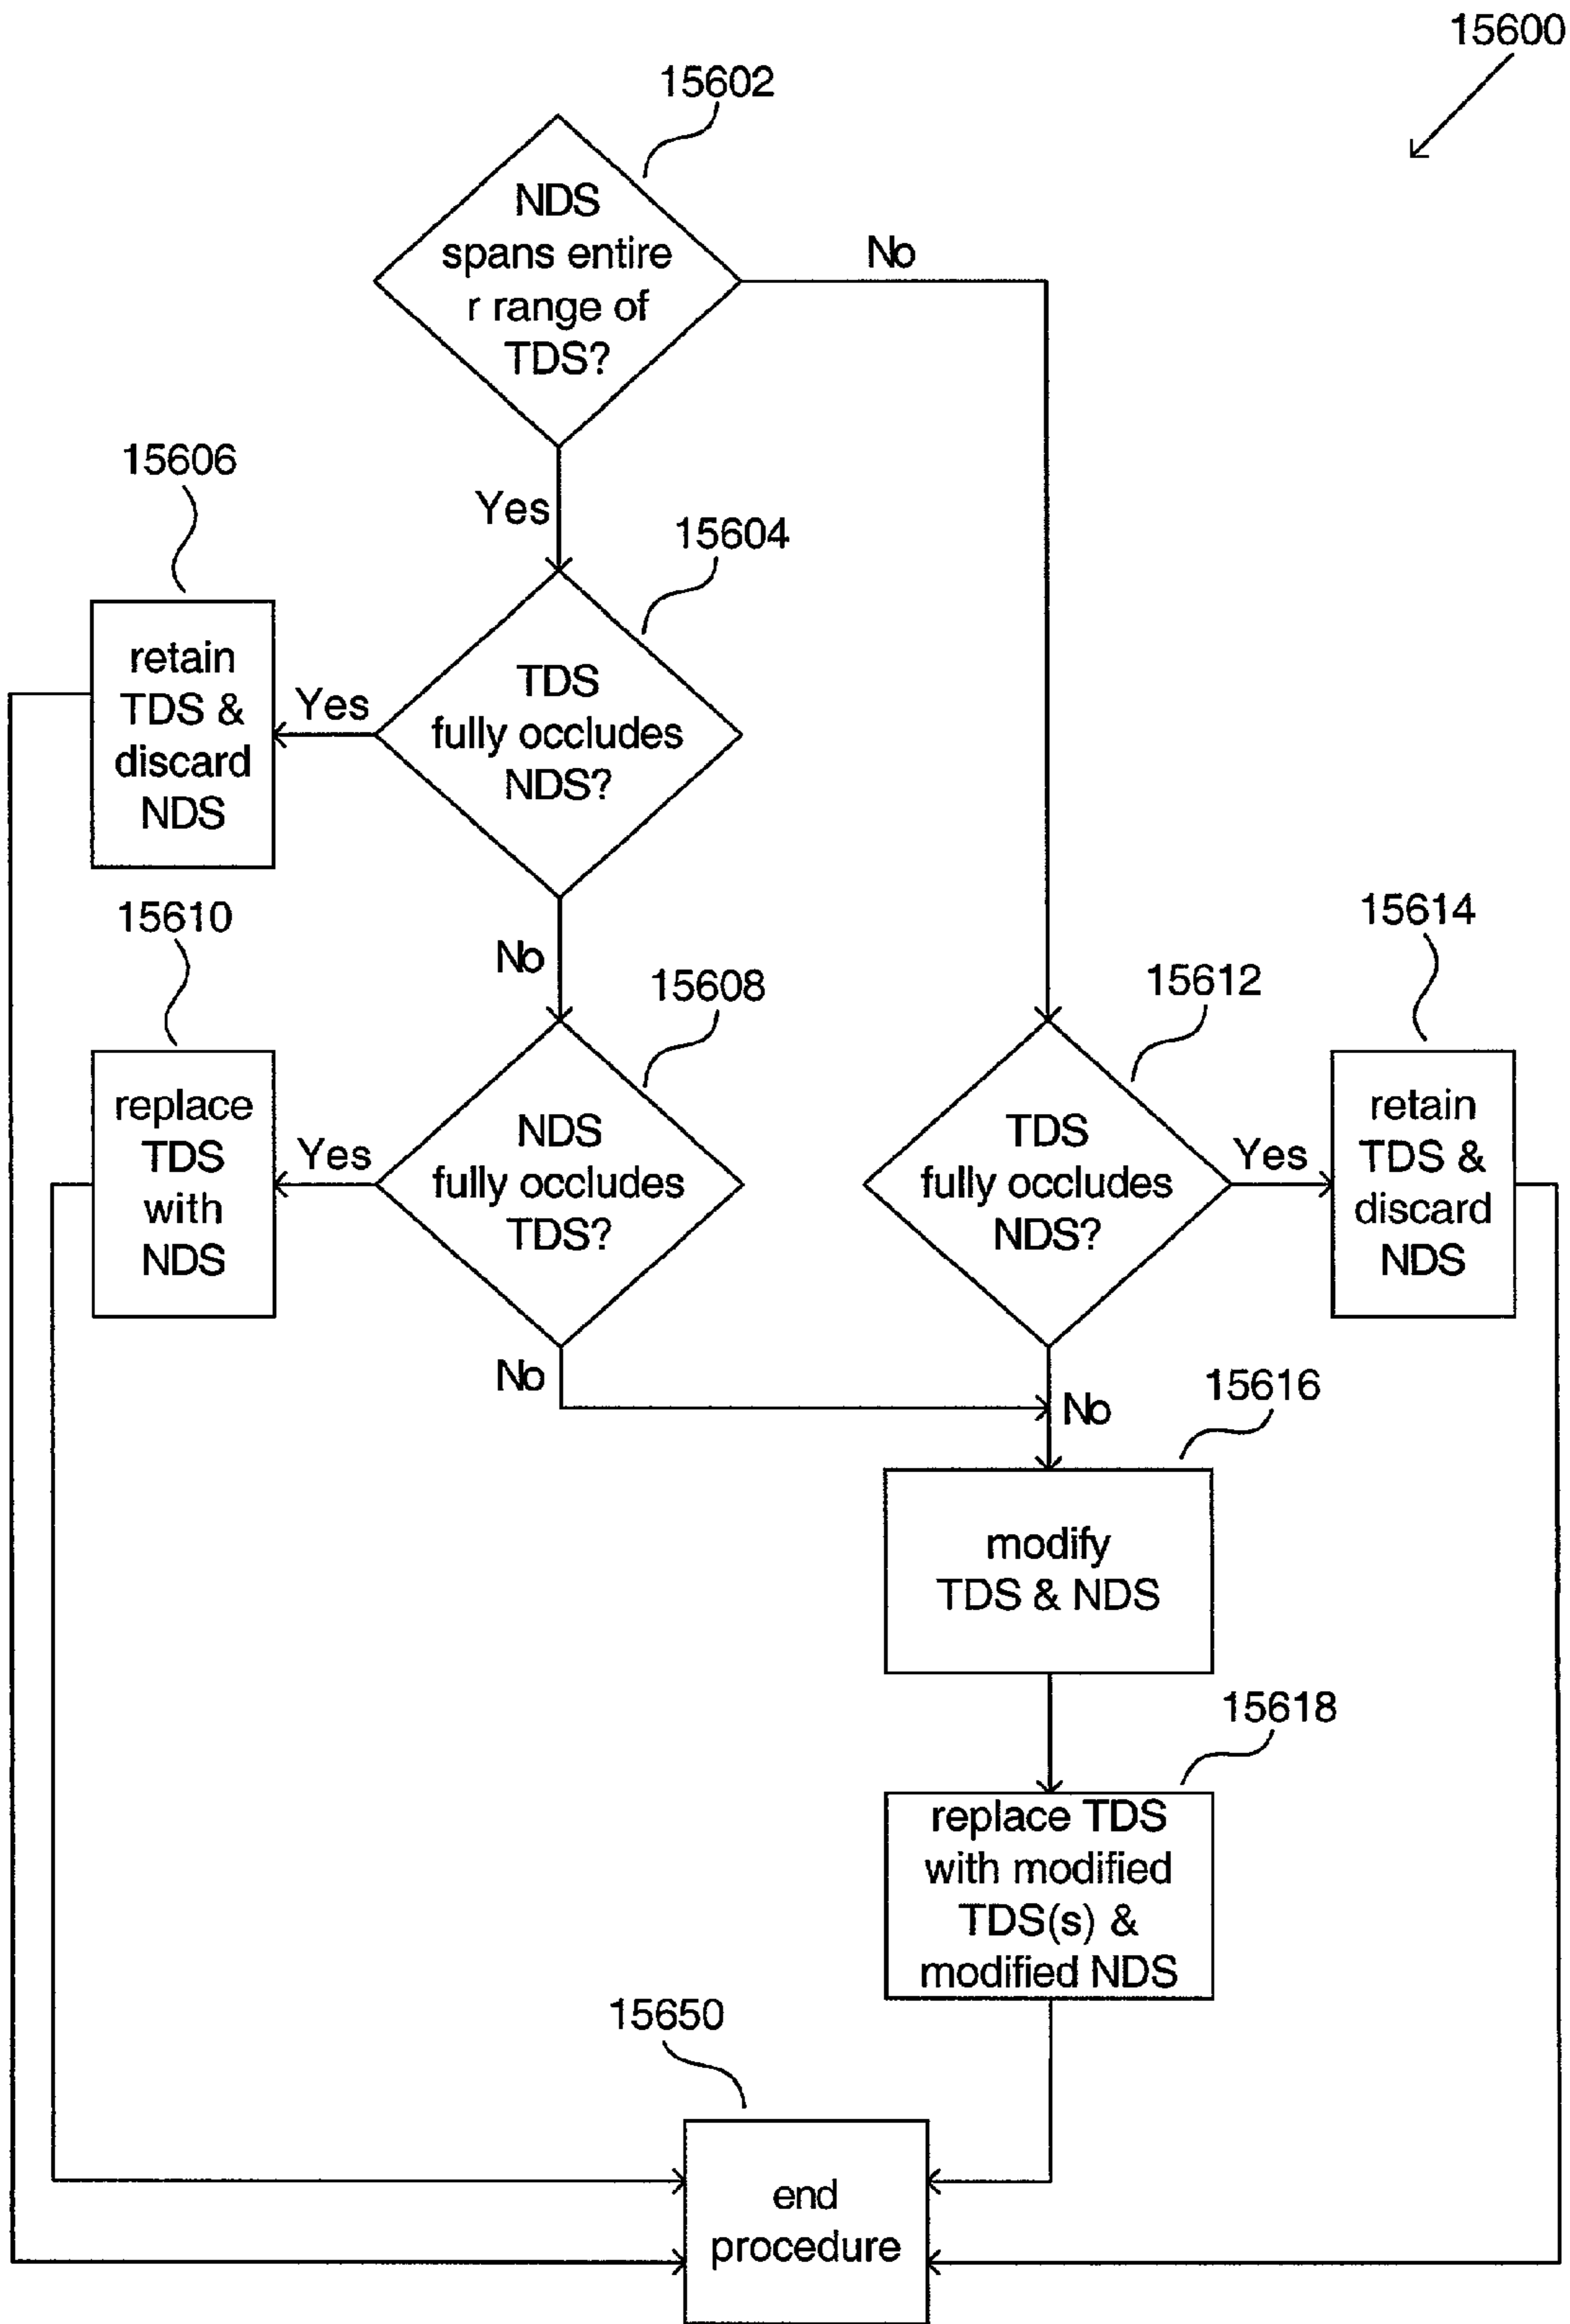 15600
15602
NDS
spans entire
r range of
TDS?
No
Yes
15606
retain
TDS &
discard
NDS
15604
TDS
fully occludes
NDS?
Yes
No
15610
replace
TDS
with
NDS
15608
NDS
fully occludes
TDS?
Yes
No
15612
TDS
fully occludes
NDS?
Yes
No
15614
retain
TDS &
discard
NDS
15616
modify
TDS & NDS
15618
replace TDS
with modified
TDS(s) &
modified NDS
15650
end
procedure